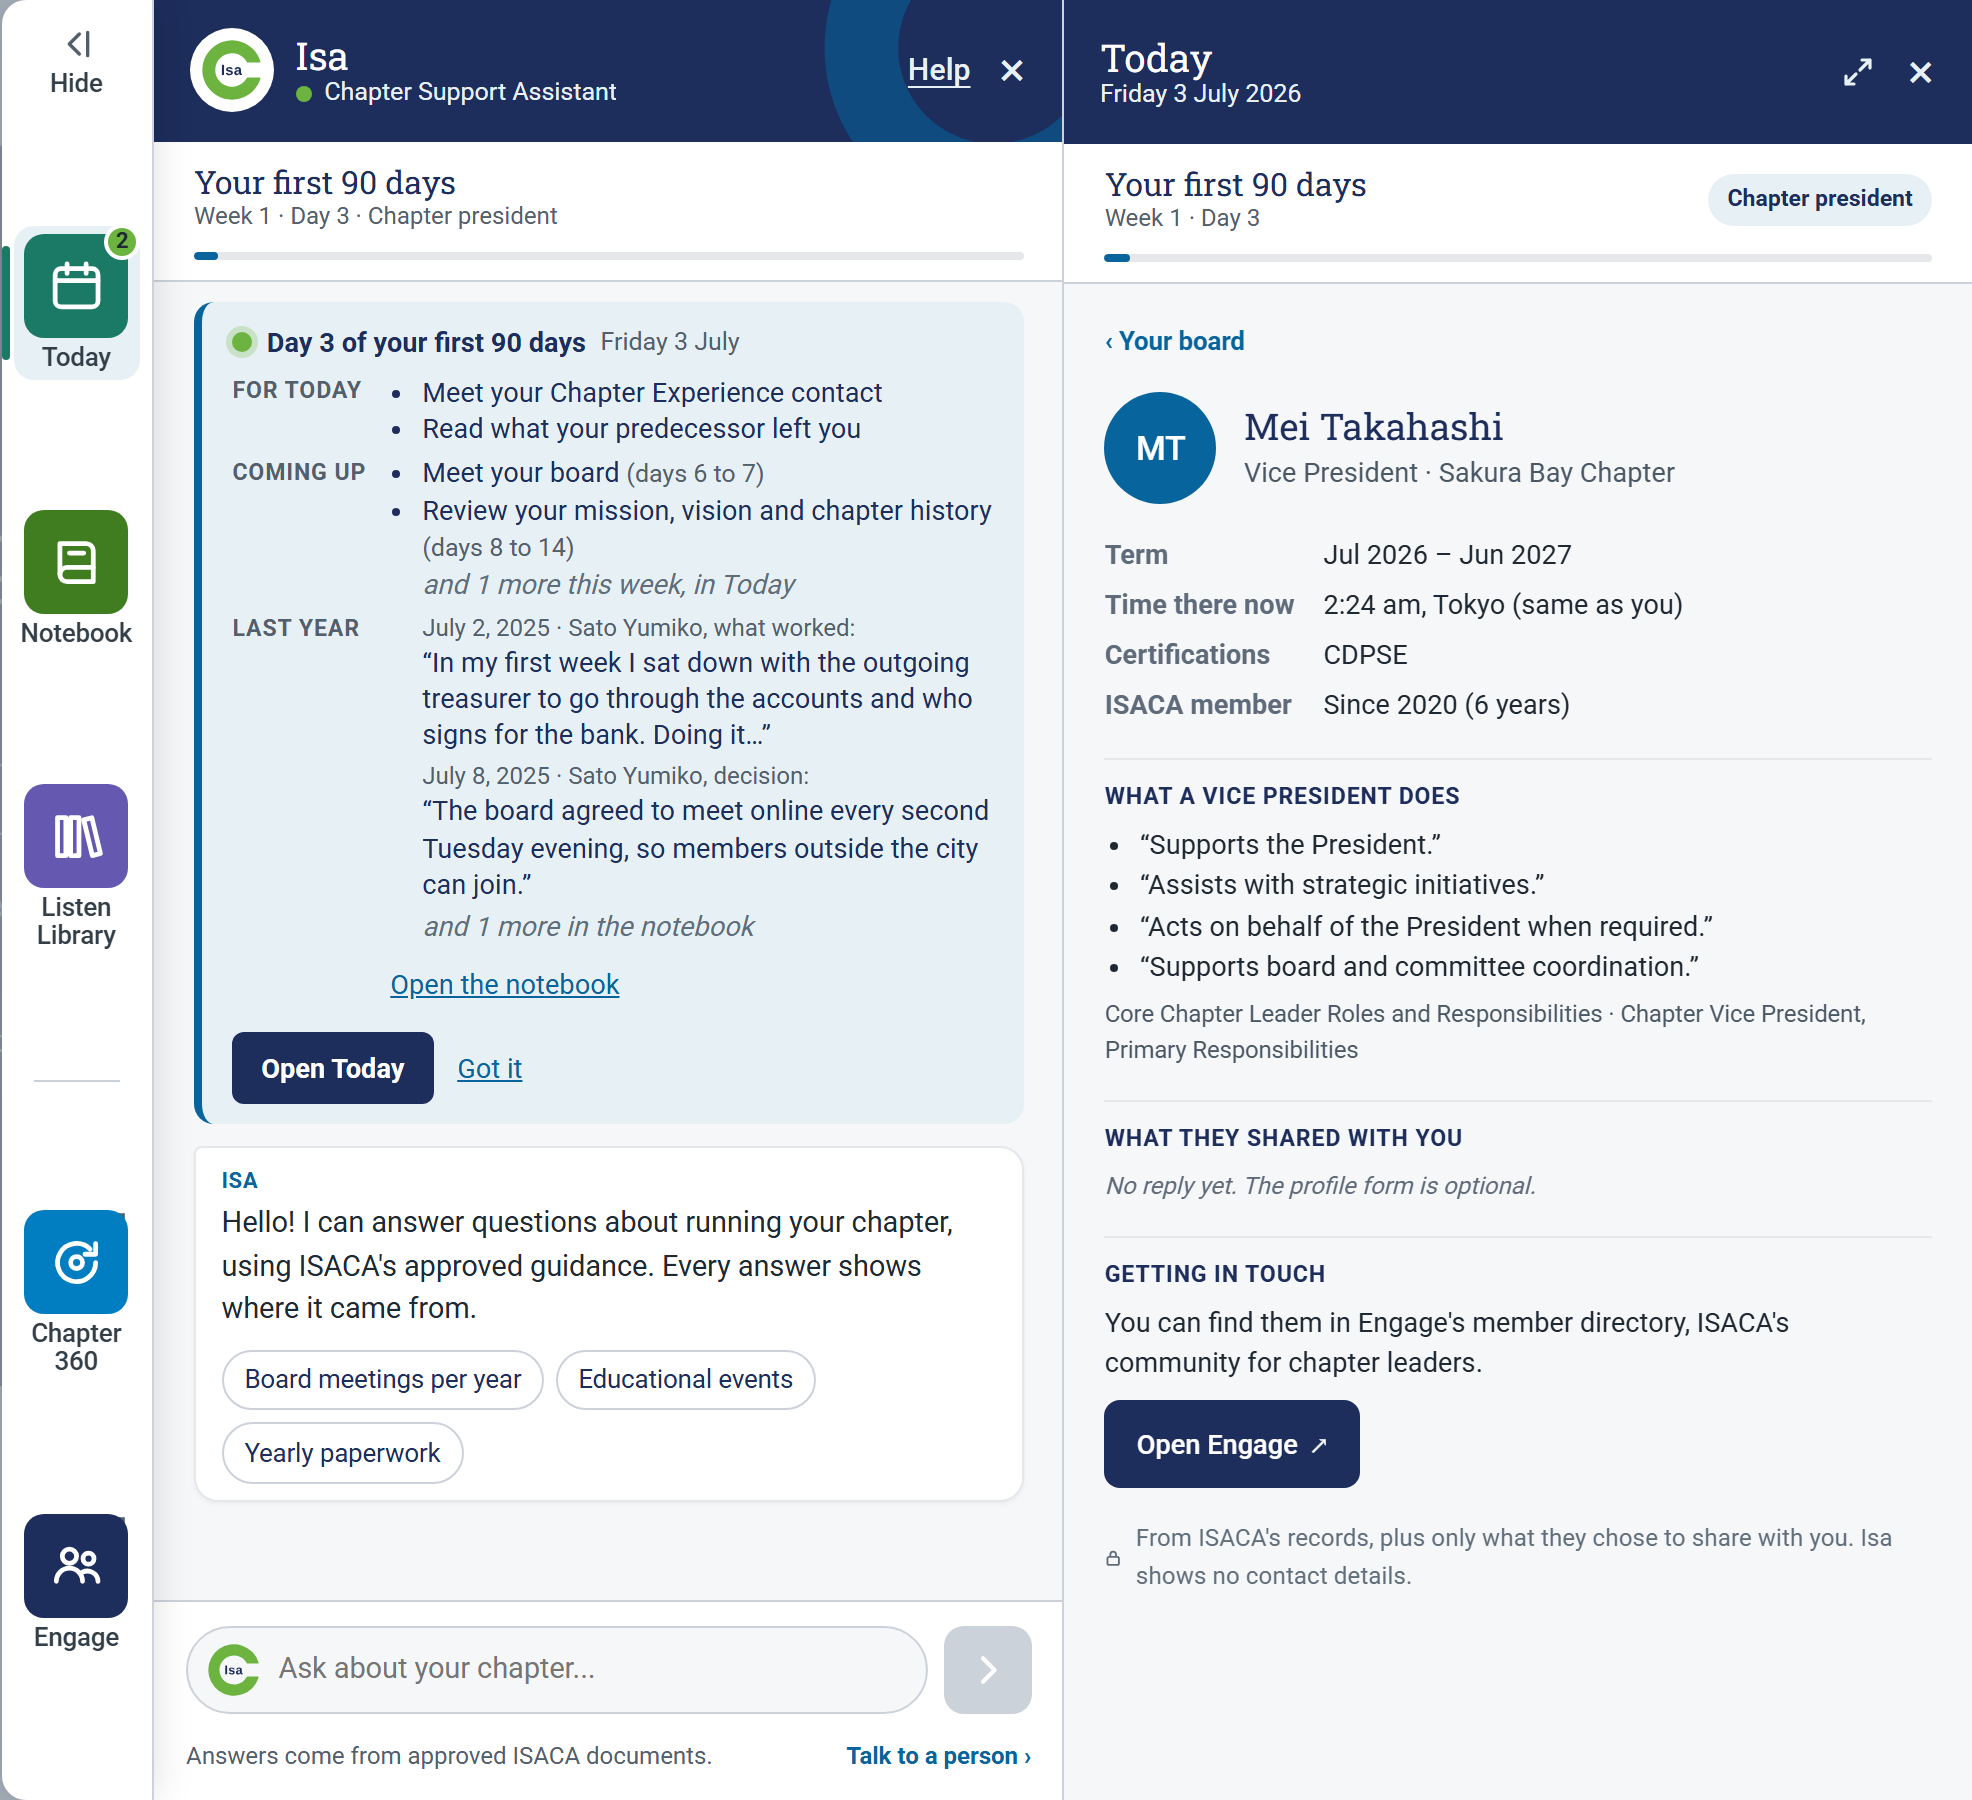 Hide
2
Today
Notebook
Listen
Library
Chapter
360
Engage
Isa
Isa
Chapter Support Assistant
Help
Your first 90 days
Week 1 · Day 3 · Chapter president
Day 3 of your first 90 days Friday 3 July
FOR TODAY
• Meet your Chapter Experience contact
• Read what your predecessor left you
COMING UP
• Meet your board (days 6 to 7)
• Review your mission, vision and chapter history
(days 8 to 14)
and 1 more this week, in Today
LAST YEAR
July 2, 2025 · Sato Yumiko, what worked:
“In my first week I sat down with the outgoing
treasurer to go through the accounts and who
signs for the bank. Doing it…”
July 8, 2025 · Sato Yumiko, decision:
“The board agreed to meet online every second
Tuesday evening, so members outside the city
can join.”
and 1 more in the notebook
Open the notebook
Open Today
Got it
ISA
Hello! I can answer questions about running your chapter,
using ISACA's approved guidance. Every answer shows
where it came from.
Board meetings per year
Educational events
Yearly paperwork
Isa
Ask about your chapter...
Answers come from approved ISACA documents.
Talk to a person ›
Today
Friday 3 July 2026
Your first 90 days
Week 1 · Day 3
Chapter president
‹ Your board
MT
Mei Takahashi
Vice President · Sakura Bay Chapter
Term Jul 2026 – Jun 2027
Time there now 2:24 am, Tokyo (same as you)
Certifications CDPSE
ISACA member Since 2020 (6 years)
WHAT A VICE PRESIDENT DOES
• “Supports the President.”
• “Assists with strategic initiatives.”
• “Acts on behalf of the President when required.”
• “Supports board and committee coordination.”
Core Chapter Leader Roles and Responsibilities · Chapter Vice President,
Primary Responsibilities
WHAT THEY SHARED WITH YOU
No reply yet. The profile form is optional.
GETTING IN TOUCH
You can find them in Engage's member directory, ISACA's
community for chapter leaders.
Open Engage ↗
From ISACA's records, plus only what they chose to share with you. Isa
shows no contact details.